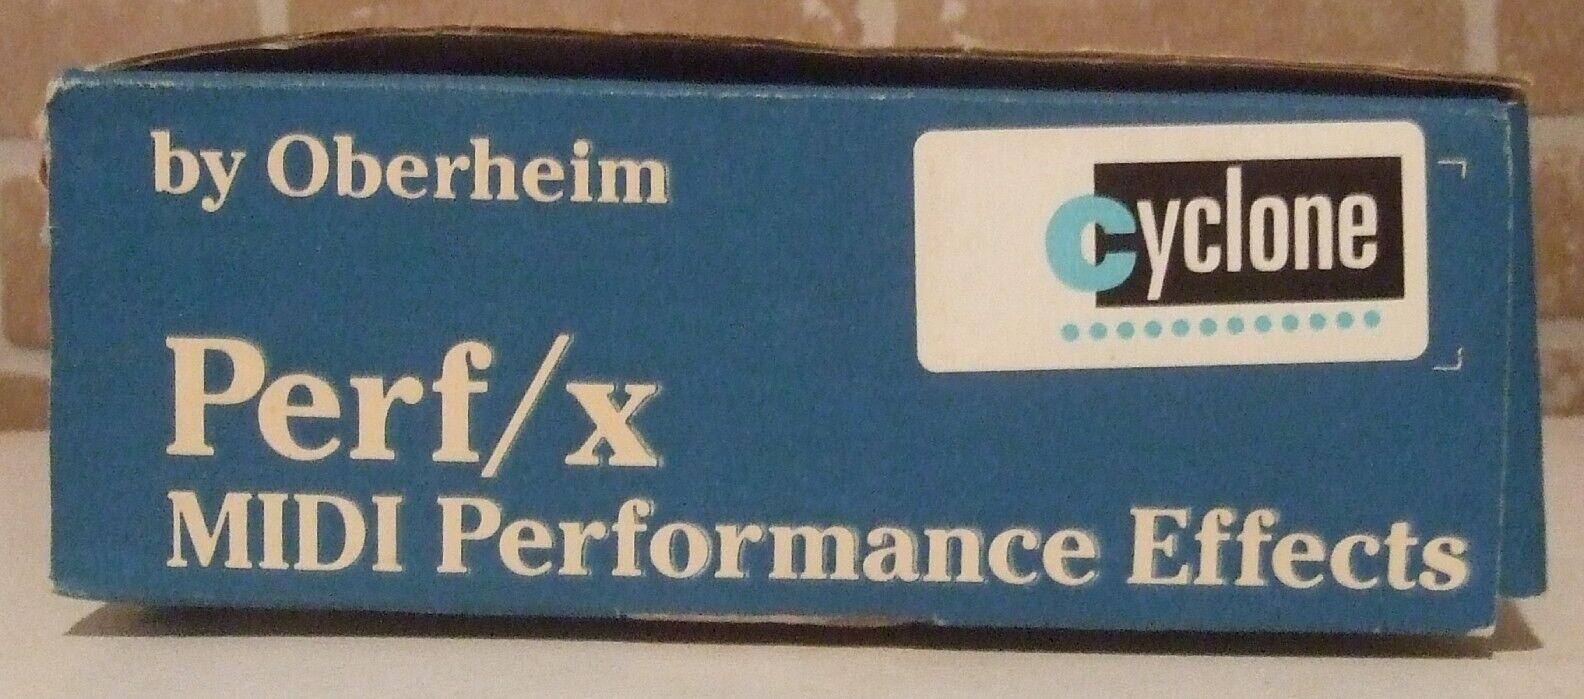 by Oberheim
cyclone
Perf/x
MIDI Performance Effects